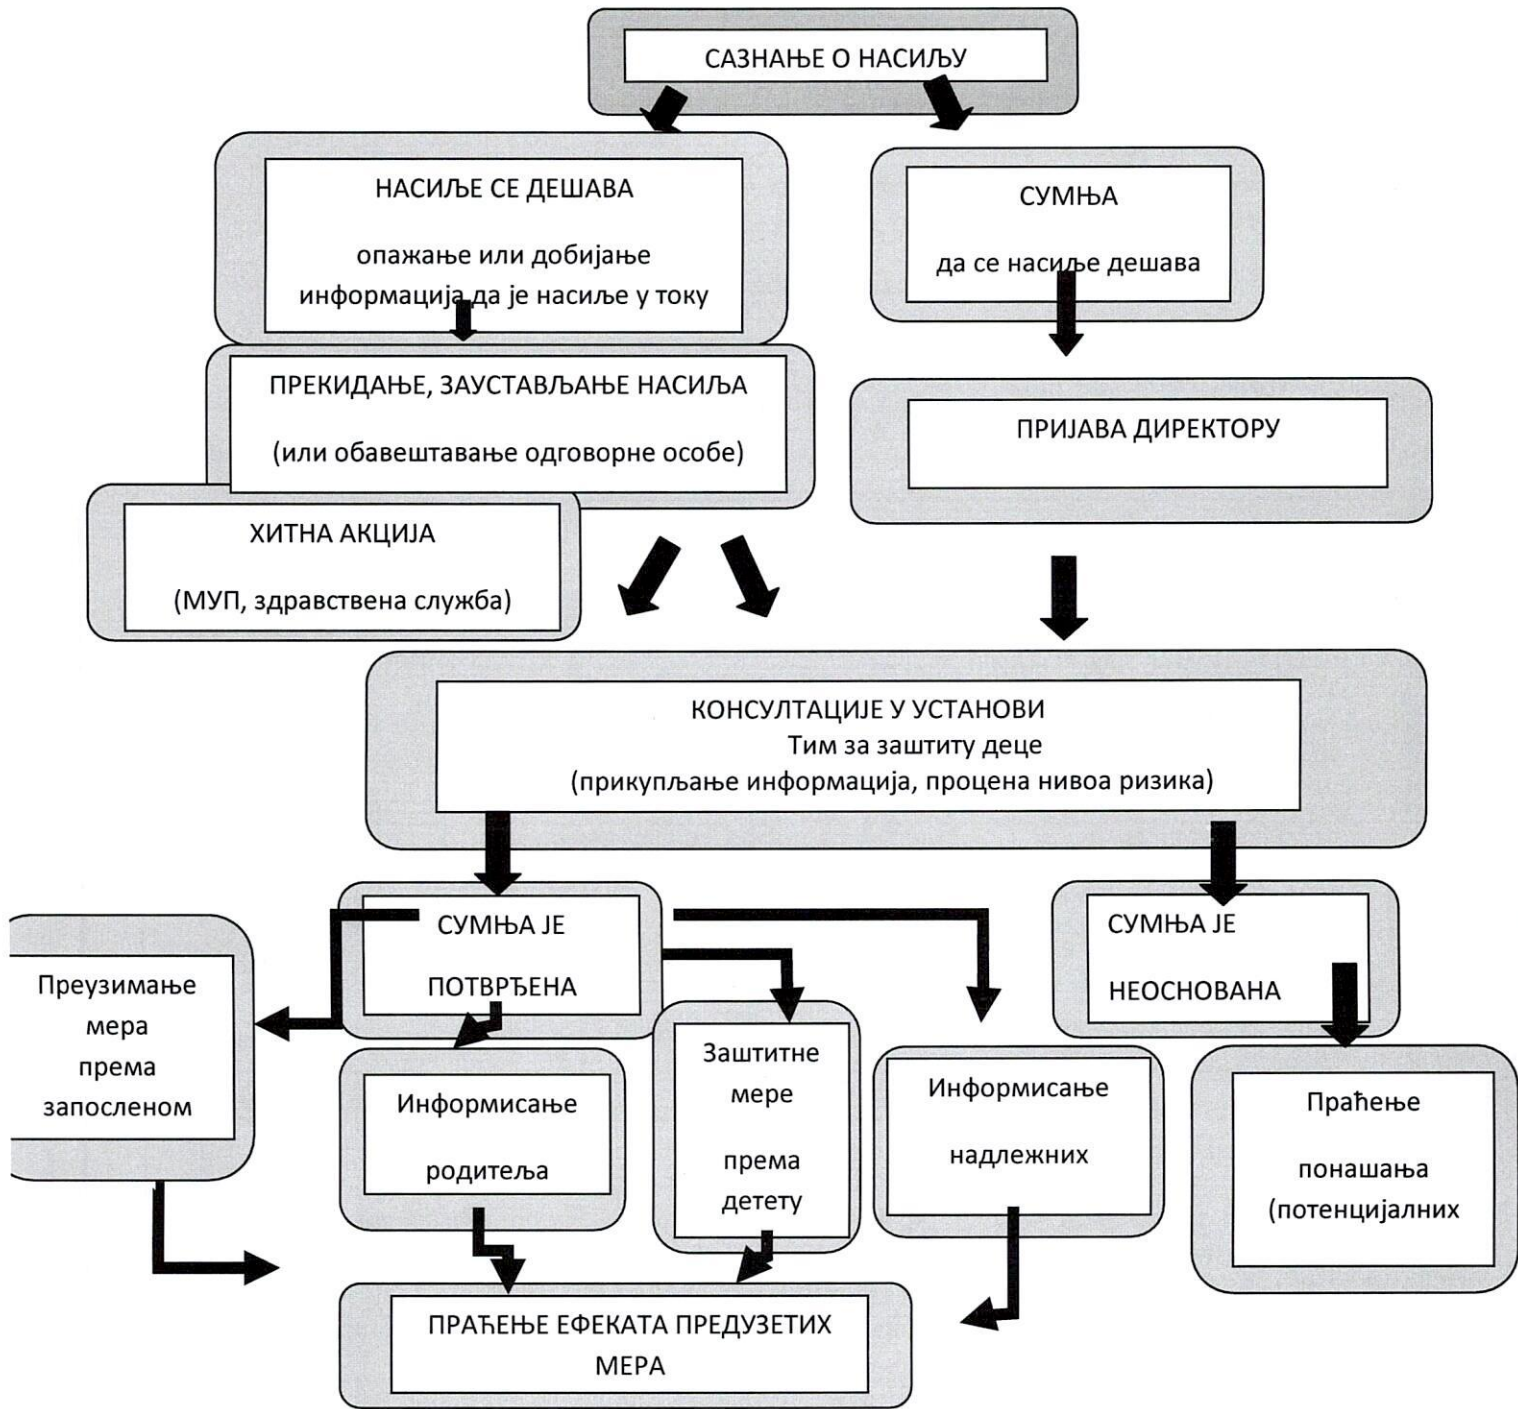 САЗНАЊЕ О НАСИЉУ
НАСИЉЕ СЕ ДЕШАВА
опажање или добијање
информација да је насиље у току
СУМЊА
да се насиље дешава
ПРЕКИДАЊЕ, ЗАУСТАВЉАЊЕ НАСИЉА
(или обавештавање одговорне особе)
ПРИЈАВА ДИРЕКТОРУ
ХИТНА АКЦИЈА
(МУП, здравствена служба)
КОНСУЛТАЦИЈЕ У УСТАНОВИ
Тим за заштиту деце
(прикупљање информација, процена нивоа ризика)
СУМЊА ЈЕ
ПОТВРЂЕНА
СУМЊА ЈЕ
НЕОСНОВАНА
Преузимање
мера
према
запосленом
Информисање
родитеља
Заштитне
мере
према
детету
Информисање
надлежних
Праћење
понашања
(потенцијалних
ПРАЋЕЊЕ ЕФЕКАТА ПРЕДУЗЕТИХ
МЕРА